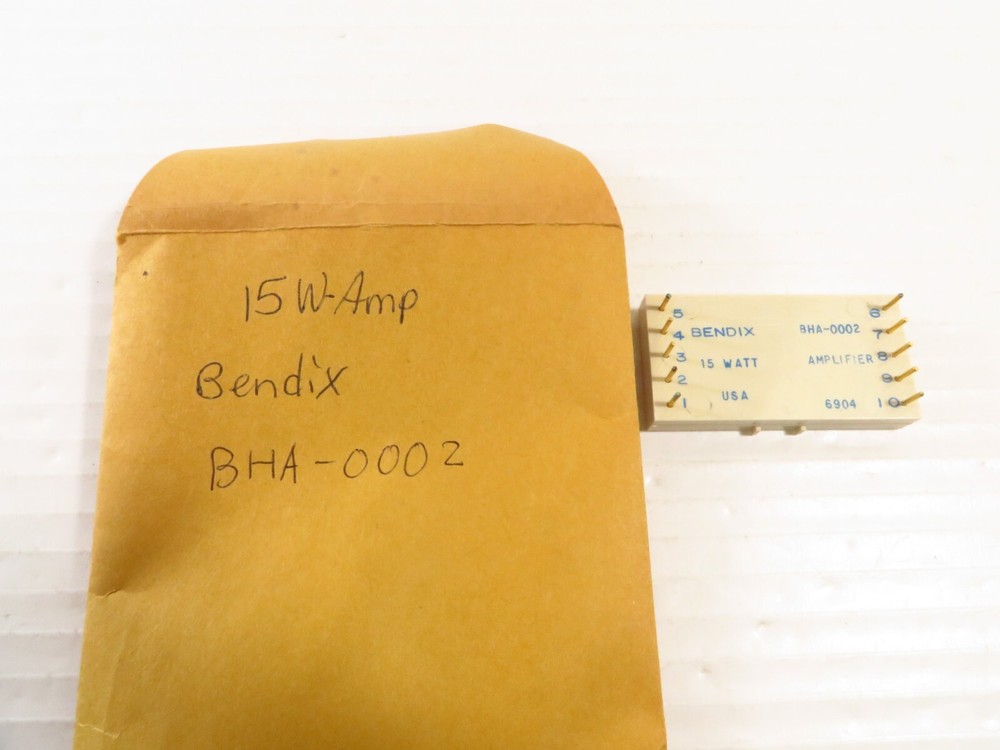 15 W-Amp
Bendix
BHA-0002
5 6
4 BENDIX BHA-0002 7
3 15 WATT AMPLIFIER 8
2 9
1 USA 6904 10